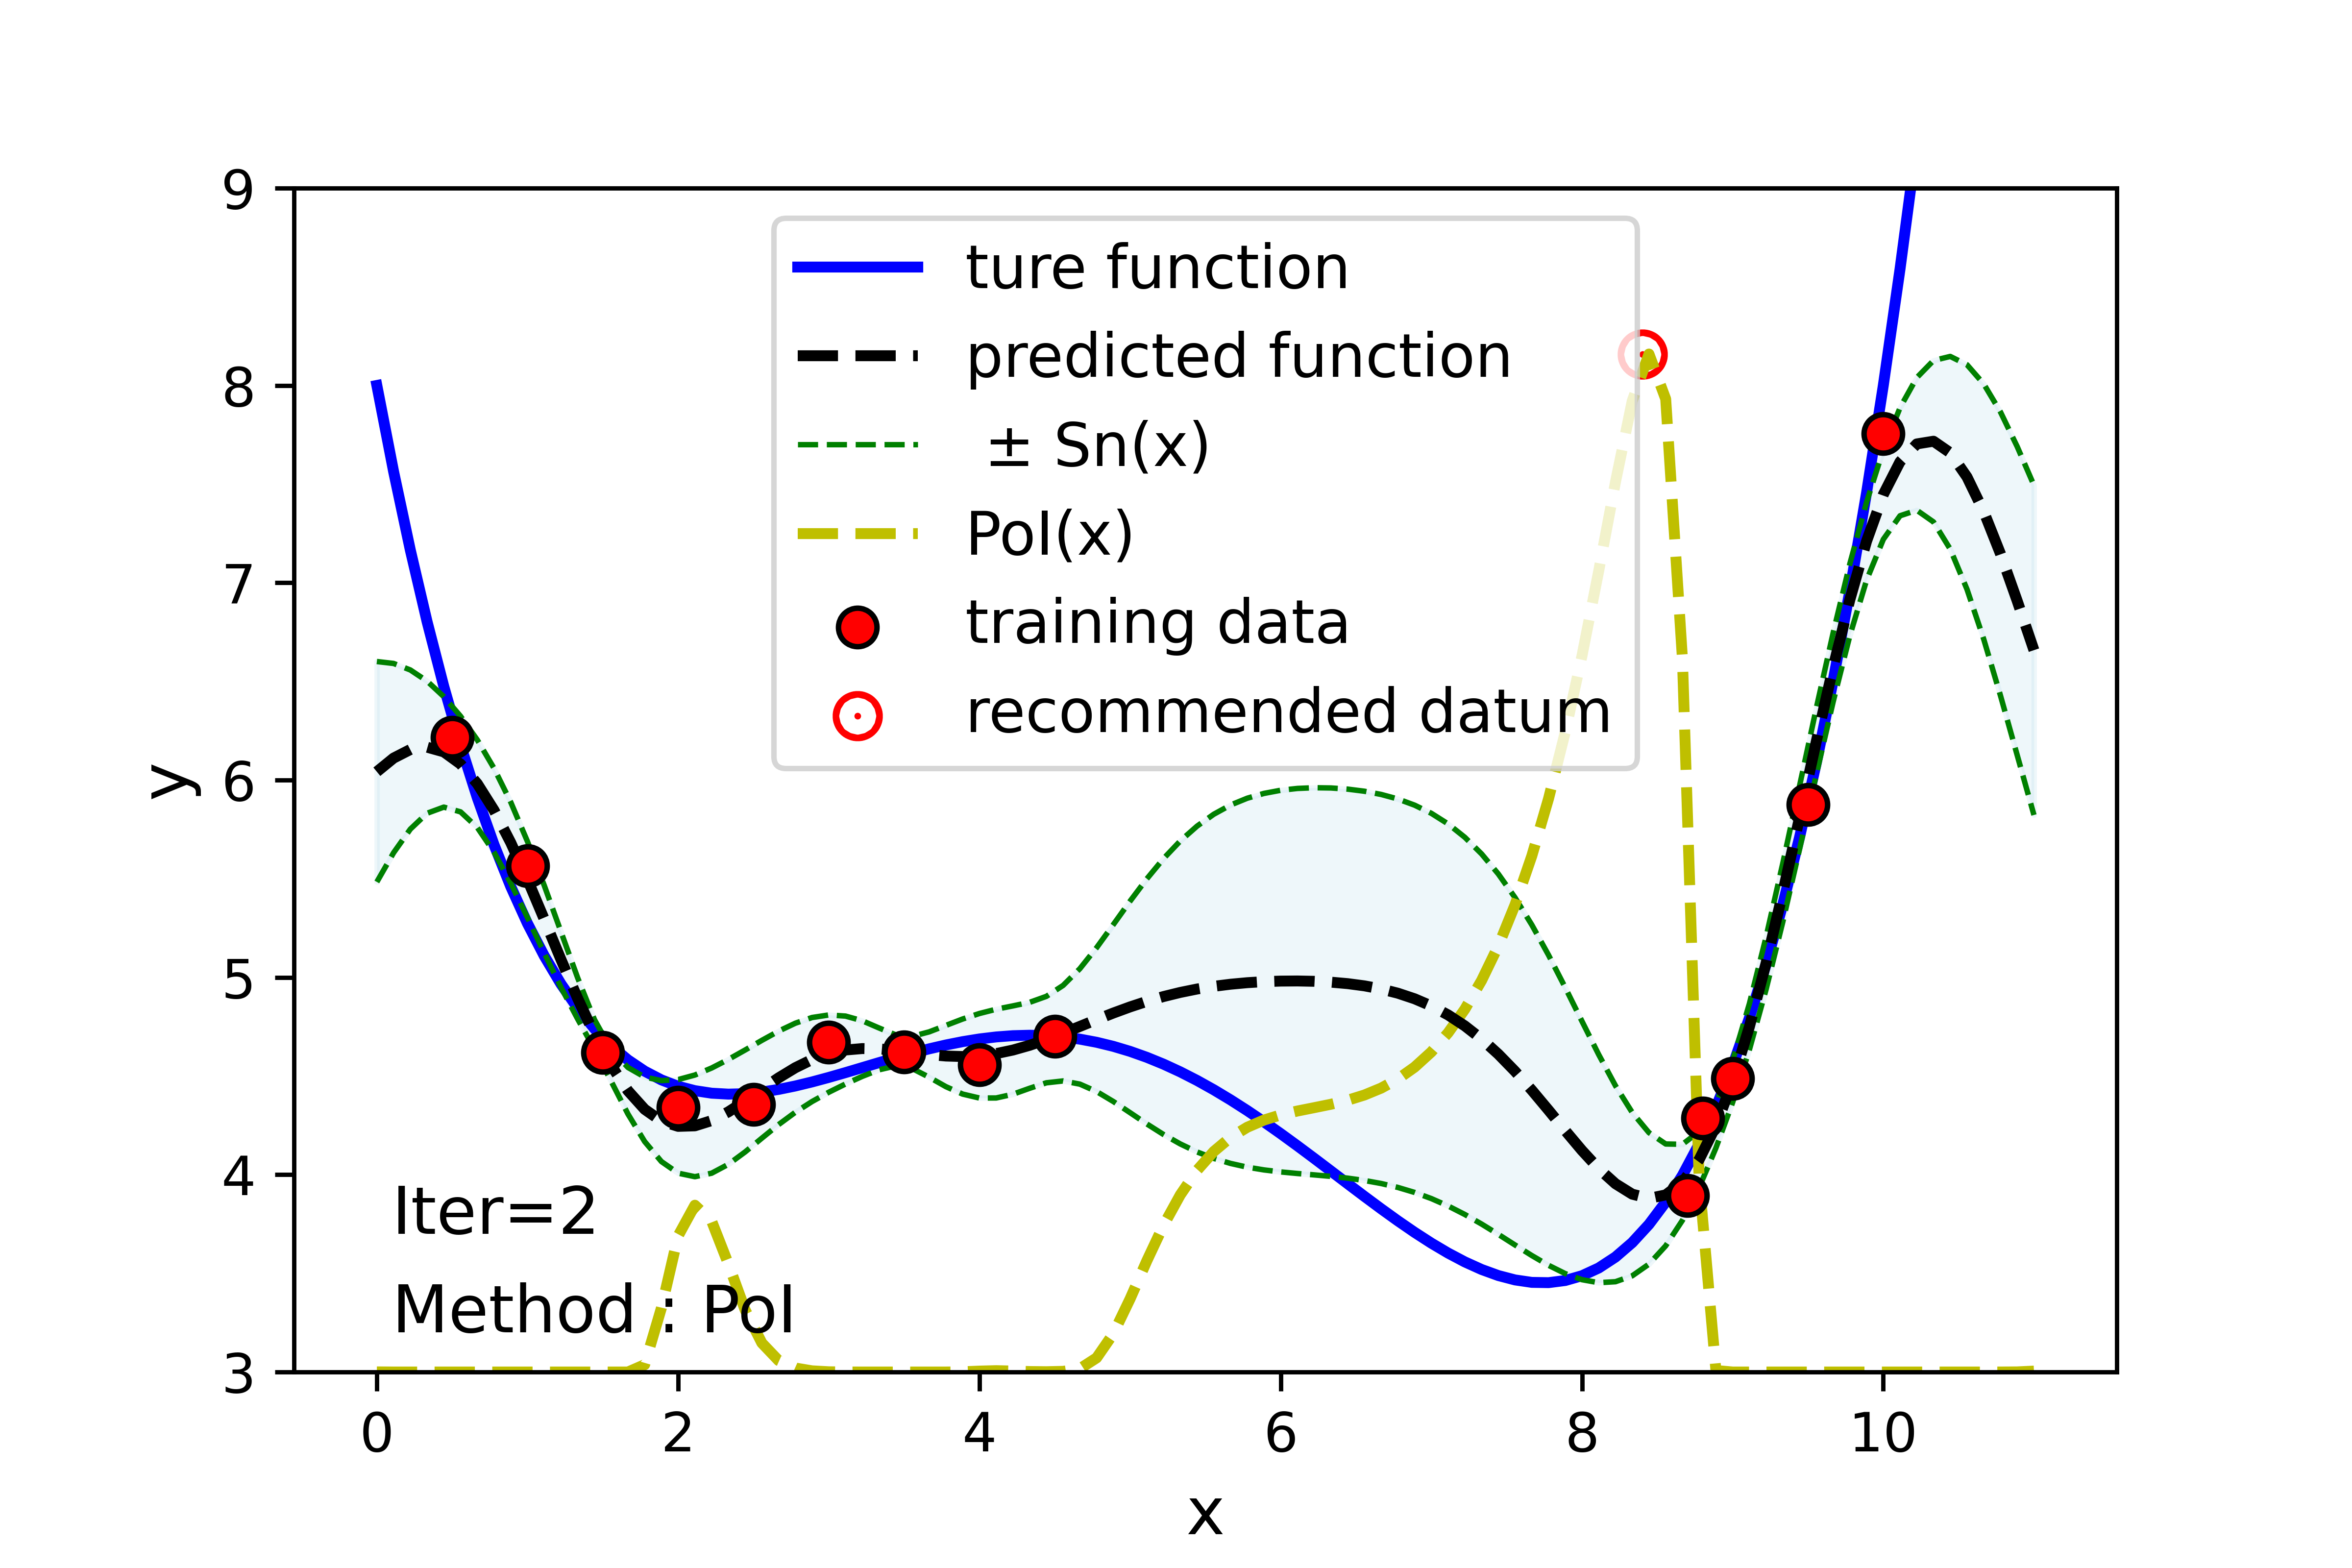 9
8
7
6
5
4
3
y
ture function
predicted function
± Sn(x)
PoI(x)
training data
recommended datum
Iter=2
Method : PoI
0 2 4 6 8 10
x